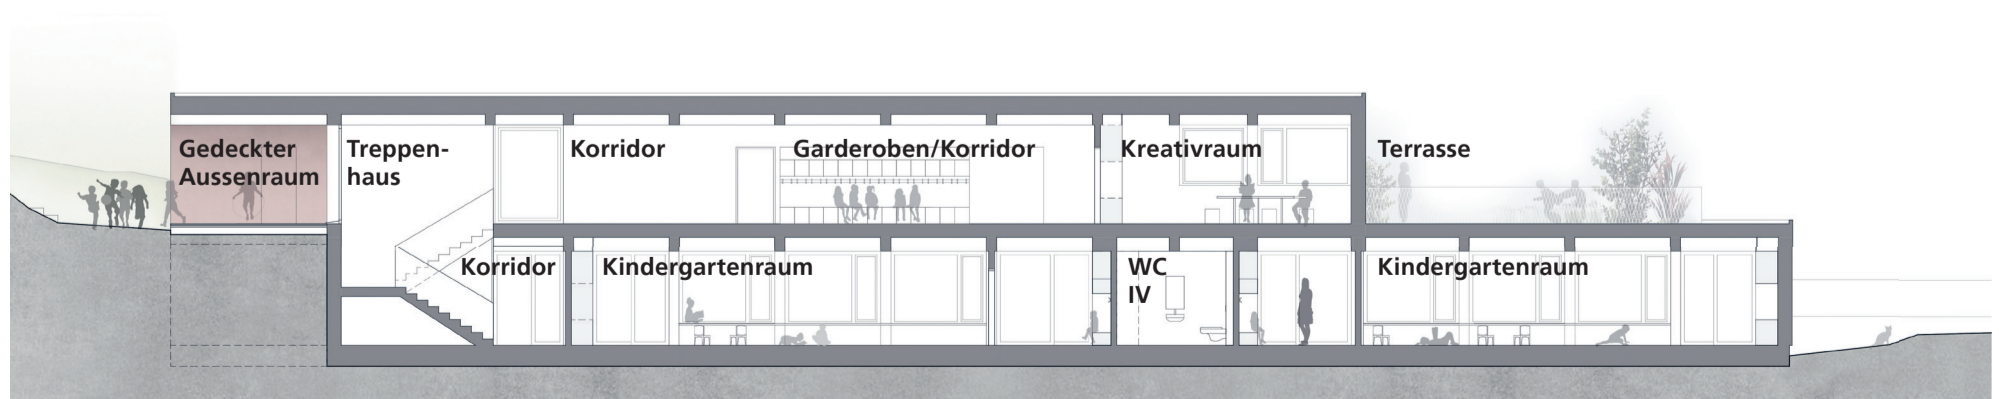 Gedeckter
Aussenraum
Treppen-
haus
Korridor
Garderoben/Korridor
Kreativraum
Terrasse
Korridor
Kindergartenraum
WC
IV
Kindergartenraum